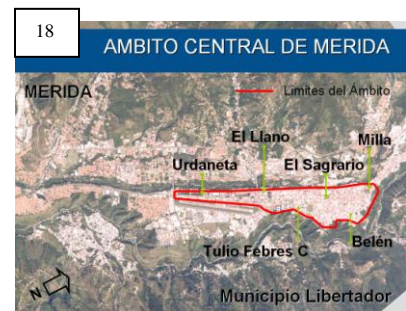 18
AMBITO CENTRAL DE MERIDA
MERIDA
Limites del Ámbito
El Llano
Milla
Urdaneta
El Sagrario
Tulio Febres C
Belén
N
Municipio Libertador